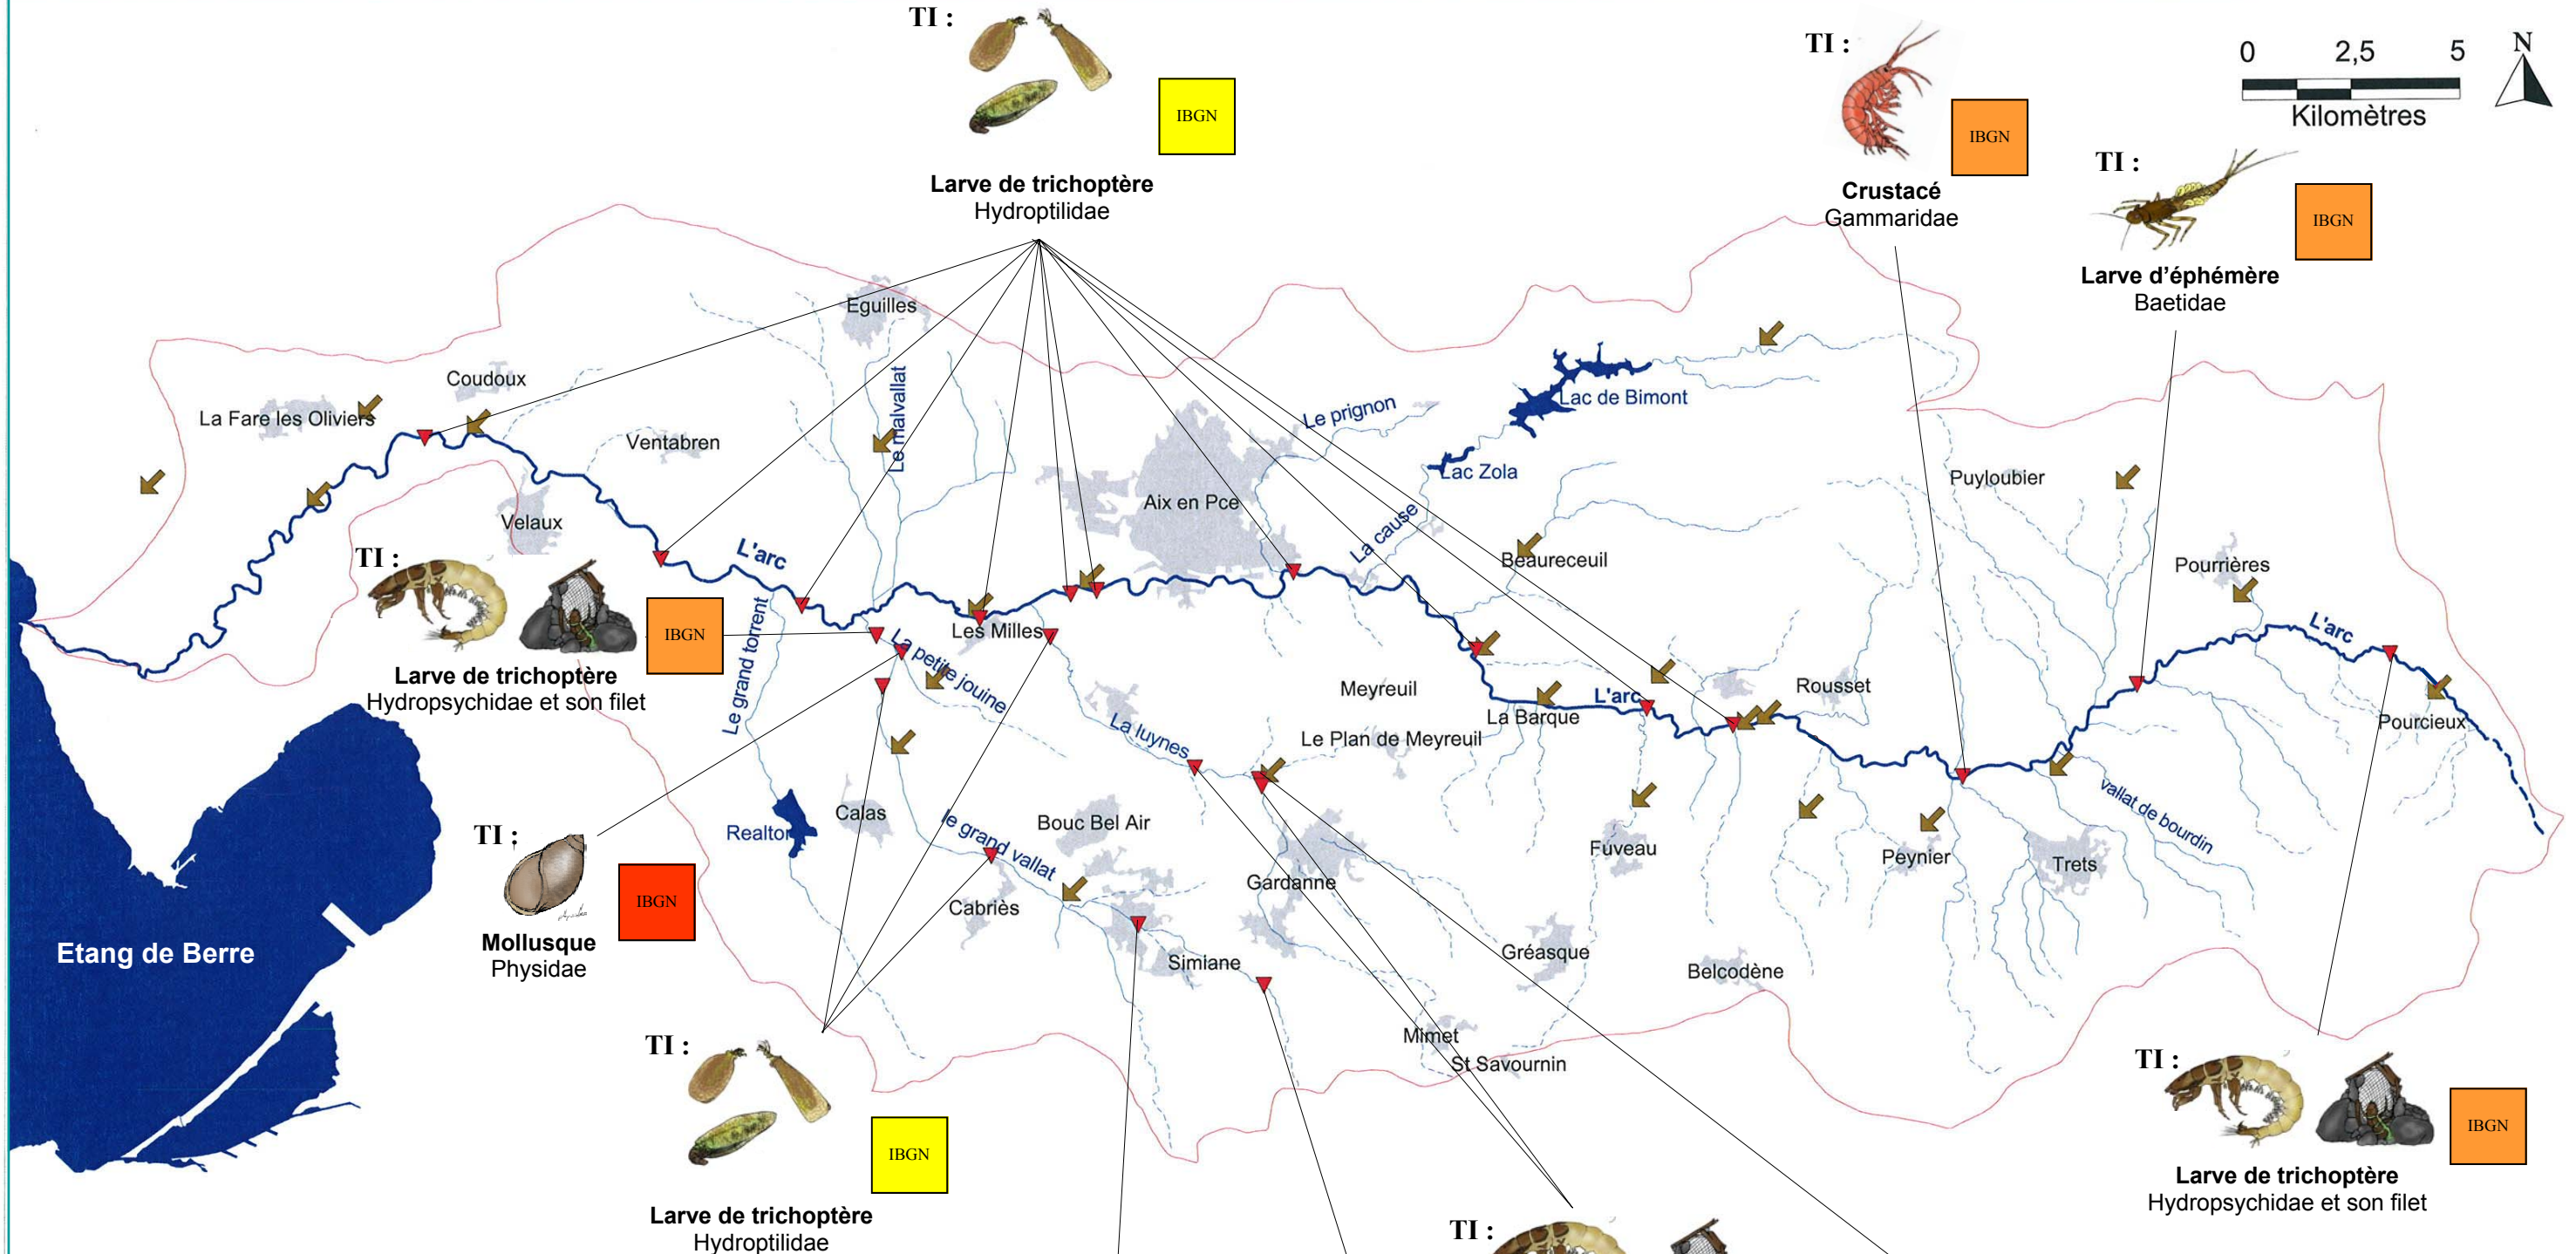 TI :
IBGN
Larve de trichoptère
Hydroptilidae
TI :
IBGN
Crustacé
Gammaridae
0 2,5 5
Kilomètres
N
TI :
IBGN
Larve d'éphémère
Baetidae
Eguilles
Coudoux
La Fare les Oliviers
Ventabren
Le malvallat
Velaux
Aix en Pce
Le prignon
Lac de Bimont
Lac Zola
La cause
Beaureceuil
Puyloubier
Pourrières
L'arc
L'arc
Les Milles
Le grand torrent
La petite jouine
TI :
IBGN
Larve de trichoptère
Hydropsychidae et son filet
Meyreuil
La Barque
L'arc
Rousset
Pourcieux
La luynes
Le Plan de Meyreuil
vallat de bourdin
Realtor
Calas
le grand vallat
Bouc Bel Air
Gardanne
Fuveau
Peynier
Trets
TI :
IBGN
Mollusque
Physidae
Etang de Berre
Cabriès
Simiane
Gréasque
Belcodène
Mimet
St Savournin
TI :
IBGN
Larve de trichoptère
Hydroptilidae
TI :
TI :
IBGN
Larve de trichoptère
Hydropsychidae et son filet